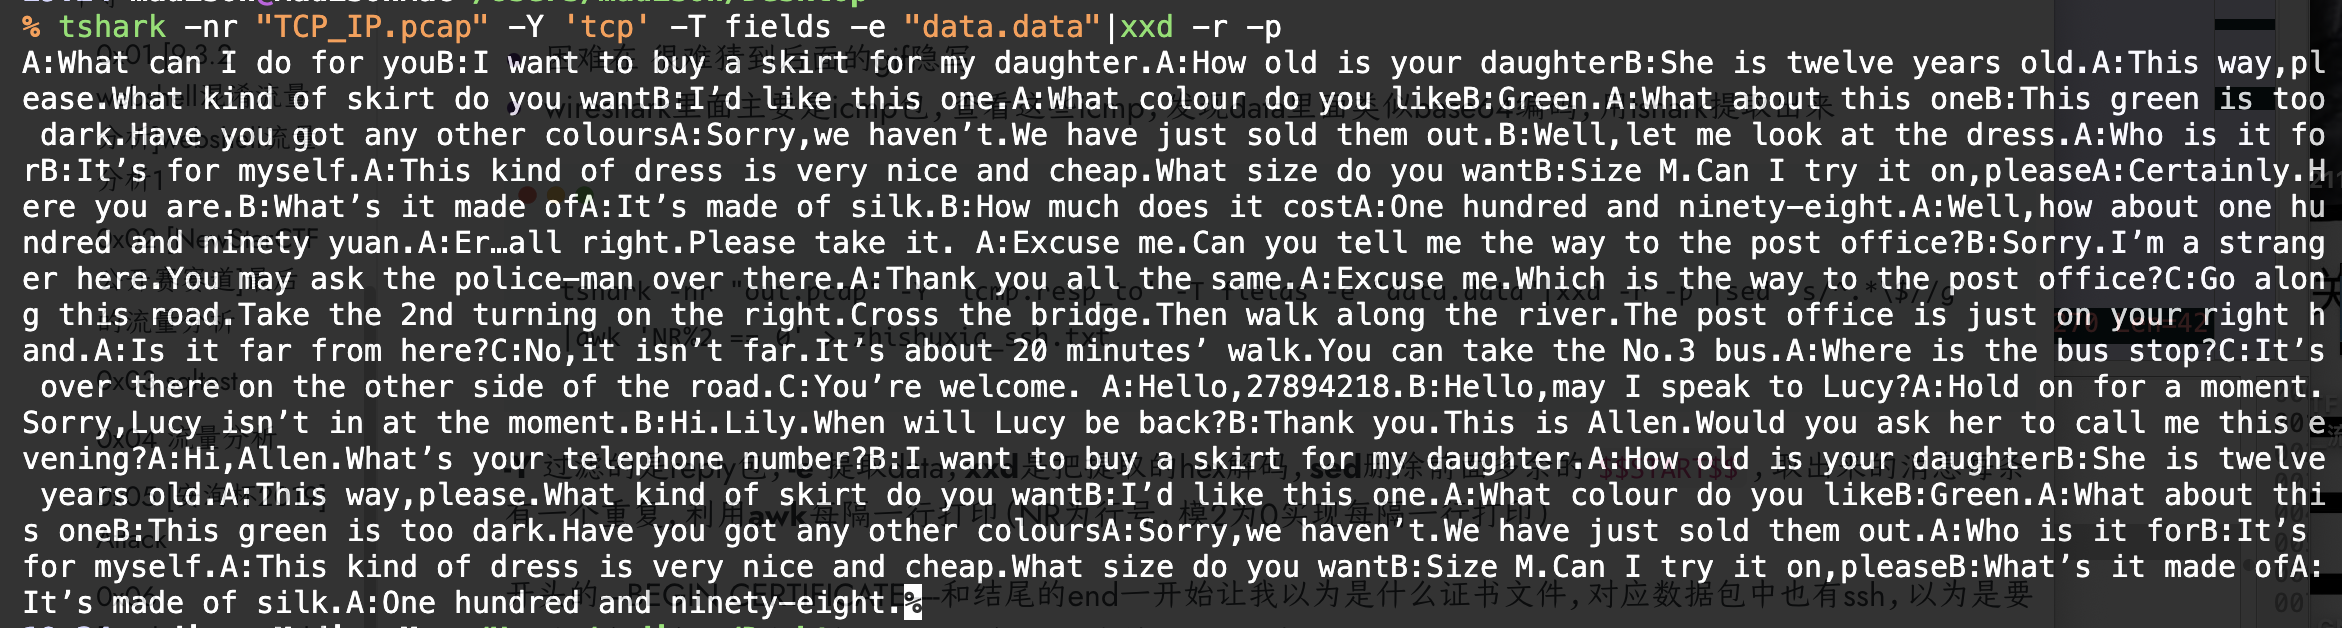 % tshark -nr "TCP_IP.pcap" -Y 'tcp' -T fields -e "data.data"|xxd -r -p
A:What can I do for youB:I want to buy a skirt for my daughter.A:How old is your daughterB:She is twelve years old.A:This way,pl
ease.What kind of skirt do you wantB:I’d like this one.A:What colour do you likeB:Green.A:What about this oneB:This green is too
 dark.Have you got any other coloursA:Sorry,we haven’t.We have just sold them out.B:Well,let me look at the dress.A:Who is it fo
rB:It’s for myself.A:This kind of dress is very nice and cheap.What size do you wantB:Size M.Can I try it on,pleaseA:Certainly.H
ere you are.B:What’s it made ofA:It’s made of silk.B:How much does it costA:One hundred and ninety-eight.A:Well,how about one hu
ndred and ninety yuan.A:Er…all right.Please take it. A:Excuse me.Can you tell me the way to the post office?B:Sorry.I’m a strang
er here.You may ask the police-man over there.A:Thank you all the same.A:Excuse me.Which is the way to the post office?C:Go alon
g this road.Take the 2nd turning on the right.Cross the bridge.Then walk along the river.The post office is just on your right h
and.A:Is it far from here?C:No,it isn’t far.It’s about 20 minutes’ walk.You can take the No.3 bus.A:Where is the bus stop?C:It’s
 over there on the other side of the road.C:You’re welcome. A:Hello,27894218.B:Hello,may I speak to Lucy?A:Hold on for a moment.
Sorry,Lucy isn’t in at the moment.B:Hi.Lily.When will Lucy be back?B:Thank you.This is Allen.Would you ask her to call me this e
vening?A:Hi,Allen.What’s your telephone number?B:I want to buy a skirt for my daughter.A:How old is your daughterB:She is twelve
 years old.A:This way,please.What kind of skirt do you wantB:I’d like this one.A:What colour do you likeB:Green.A:What about thi
s oneB:This green is too dark.Have you got any other coloursA:Sorry,we haven’t.We have just sold them out.A:Who is it forB:It’s
for myself.A:This kind of dress is very nice and cheap.What size do you wantB:Size M.Can I try it on,pleaseB:What’s it made ofA:
It’s made of silk.A:One hundred and ninety-eight.%